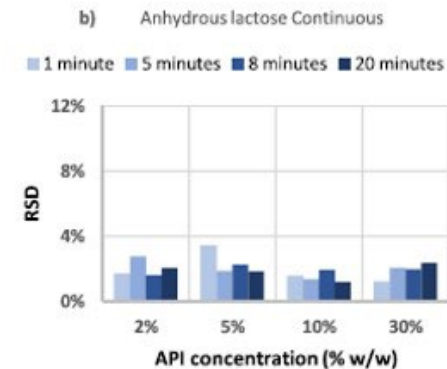 b) Anhydrous lactose Continuous
1 minute 5 minutes 8 minutes 20 minutes
12%
8%
RSD
4%
0%
2% 5% 10% 30%
API concentration (% w/w)